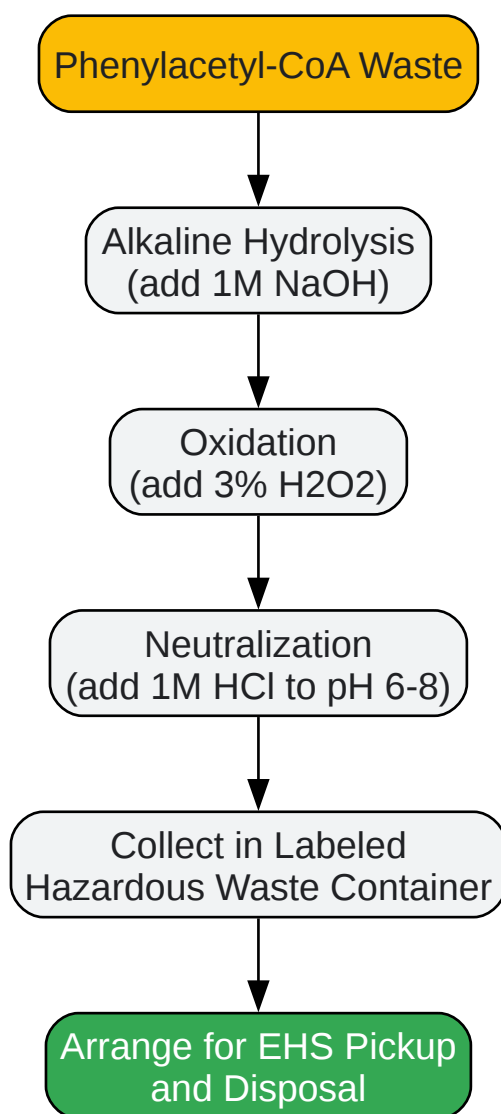 Phenylacetyl-CoA Waste
Alkaline Hydrolysis
(add 1M NaOH)
Oxidation
(add 3% H2O2)
Neutralization
(add 1M HCl to pH 6-8)
Collect in Labeled
Hazardous Waste Container
Arrange for EHS Pickup
and Disposal